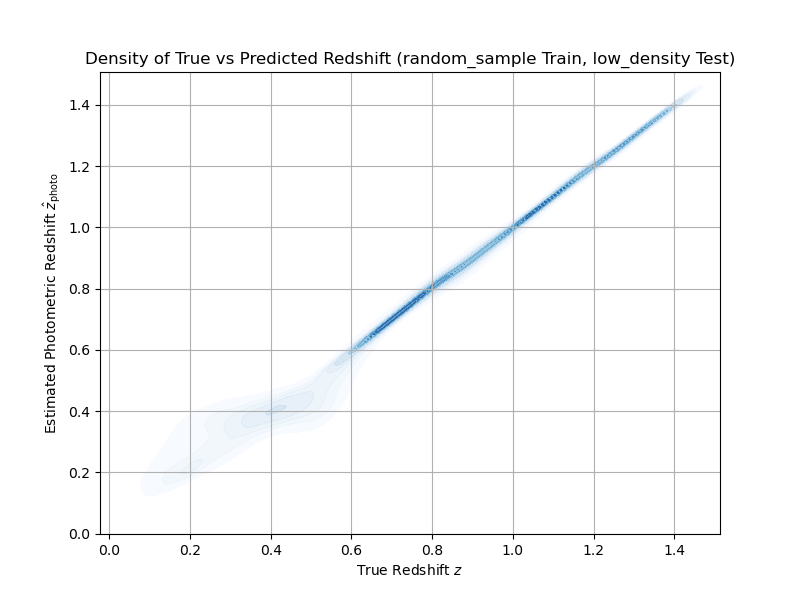 Density of True vs Predicted Redshift (random_sample Train, low_density Test)
Estimated Photometric Redshift ẑphoto
1.4
1.2
1.0
0.8
0.6
0.4
0.2
0.0
0.0 0.2 0.4 0.6 0.8 1.0 1.2 1.4
True Redshift z